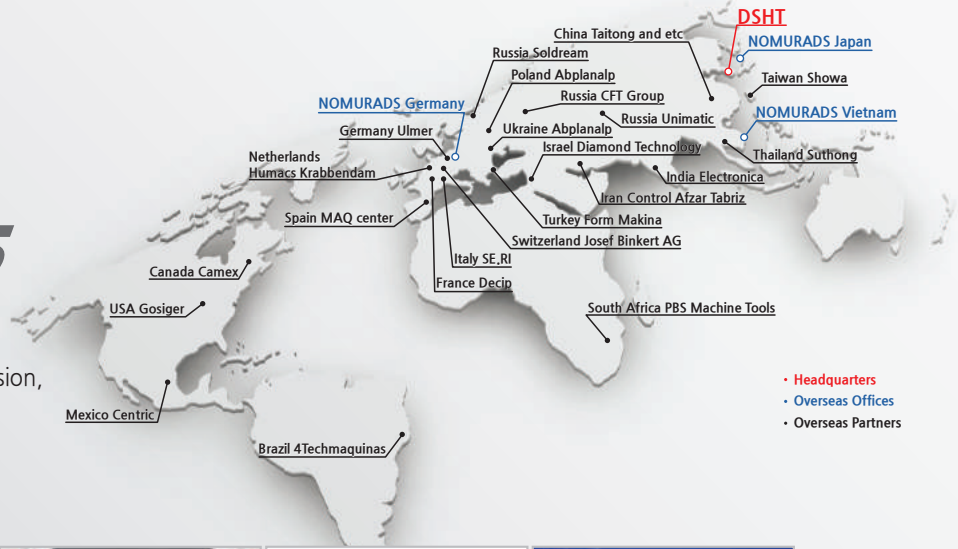 DSHT
China Taitong and etc
NOMURADS Japan
Russia Soldream
Poland Abplanalp
Taiwan Showa
Russia CFT Group
NOMURADS Germany
NOMURADS Vietnam
Russia Unimatic
Germany Ulmer
Ukraine Abplanalp
Israel Diamond Technology
Thailand Suthong
Netherlands
Humacs Krabbendam
India Electronica
Iran Control Afzar Tabriz
Spain MAQ center
Turkey Form Makina
5
Switzerland Josef Binkert AG
Italy SE.RI
Canada Camex
France Decip
USA Gosiger
South Africa PBS Machine Tools
sion,
• Headquarters
• Overseas Offices
Mexico Centric
• Overseas Partners
Brazil 4Techmaquinas